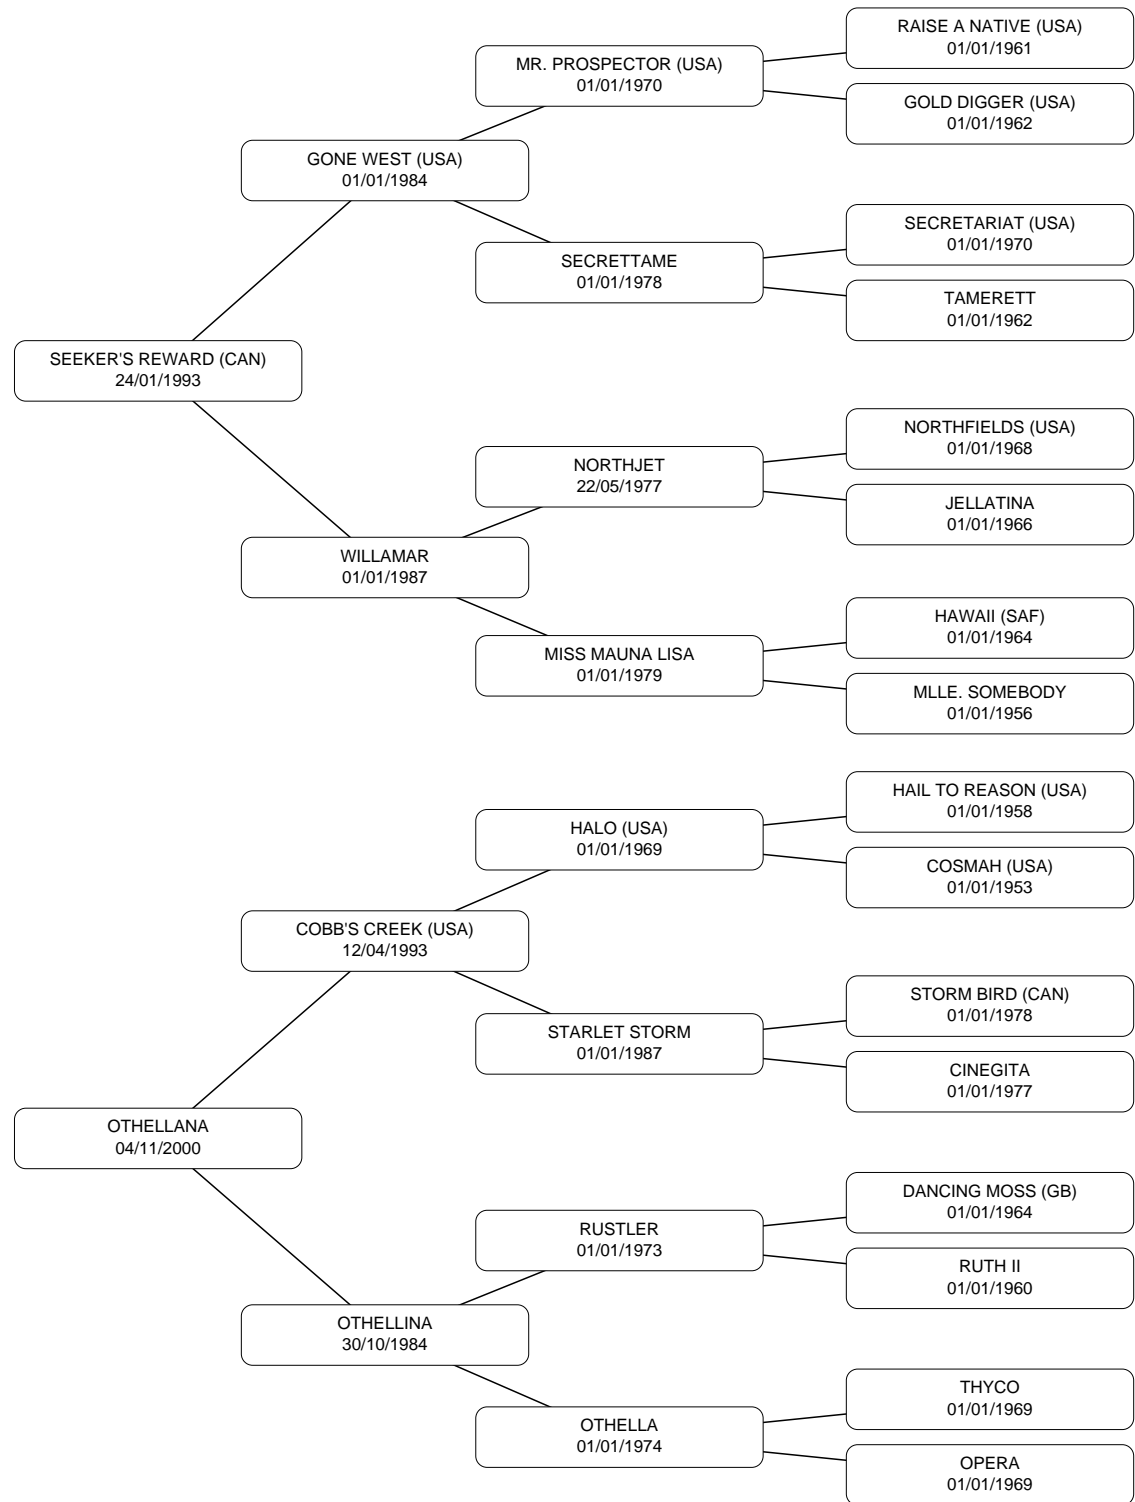 RAISE A NATIVE (USA)
01/01/1961
MR. PROSPECTOR (USA)
01/01/1970
GOLD DIGGER (USA)
01/01/1962
GONE WEST (USA)
01/01/1984
SECRETARIAT (USA)
01/01/1970
SECRETTAME
01/01/1978
TAMERETT
01/01/1962
SEEKER'S REWARD (CAN)
24/01/1993
NORTHFIELDS (USA)
01/01/1968
NORTHJET
22/05/1977
JELLATINA
01/01/1966
WILLAMAR
01/01/1987
HAWAII (SAF)
01/01/1964
MISS MAUNA LISA
01/01/1979
MLLE. SOMEBODY
01/01/1956
HAIL TO REASON (USA)
01/01/1958
HALO (USA)
01/01/1969
COSMAH (USA)
01/01/1953
COBB'S CREEK (USA)
12/04/1993
STORM BIRD (CAN)
01/01/1978
STARLET STORM
01/01/1987
CINEGITA
01/01/1977
OTHELLANA
04/11/2000
DANCING MOSS (GB)
01/01/1964
RUSTLER
01/01/1973
RUTH II
01/01/1960
OTHELLINA
30/10/1984
THYCO
01/01/1969
OTHELLA
01/01/1974
OPERA
01/01/1969